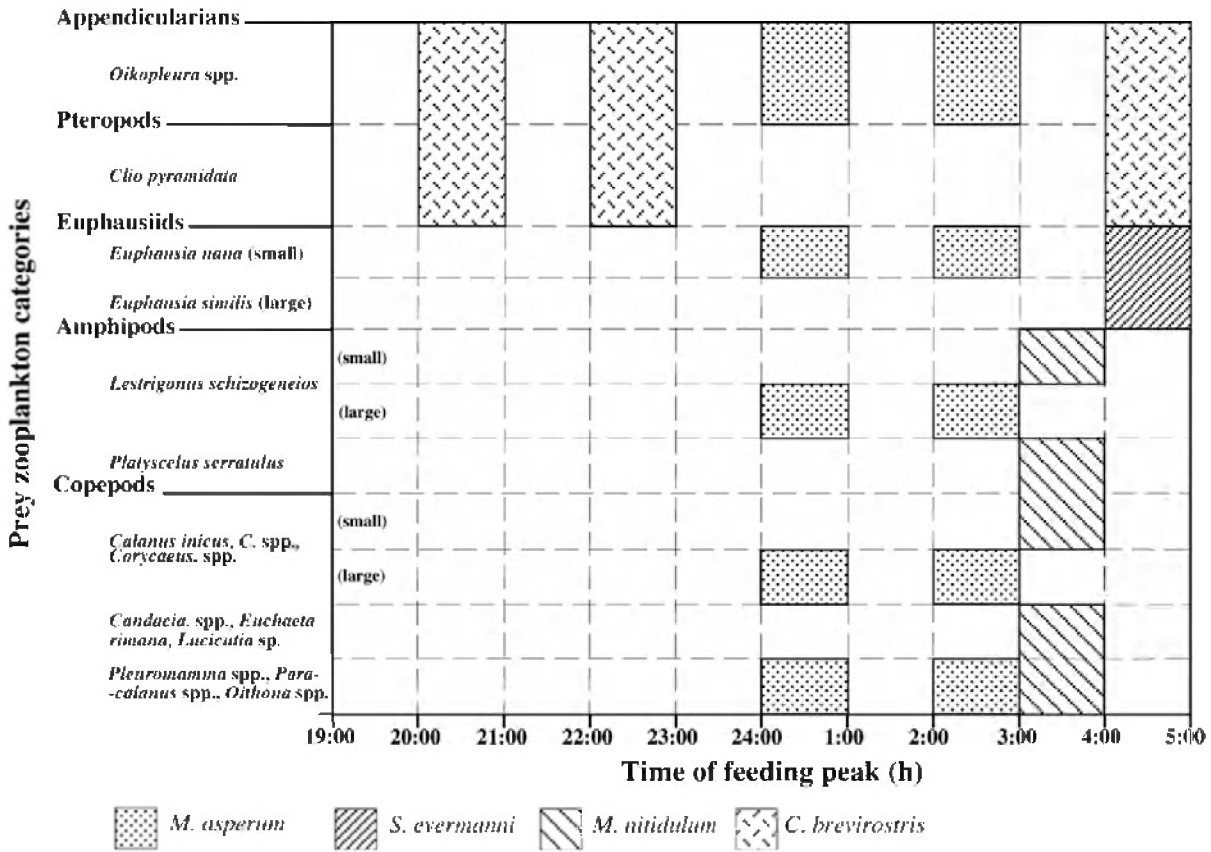 Prey zooplankton categories
Appendicularians
Oikopleura spp.
Pteropods
Clio pyramidata
Euphausiids
Euphausia nana (small)
Euphausia similis (large)
Amphipods
(small)
Lestrigonus schizogeneios
(large)
Platyscelus serratulus
Copepods
(small)
Calanus inicus, C. spp.,
Corycaeus. spp.
(large)
Candacia. spp., Euchaeta
rimana, Lucicutia sp.
Pleuromamma spp., Para-
-calanus spp., Oithona spp.
19:00 20:00 21:00 22:00 23:00 24:00 1:00 2:00 3:00 4:00 5:00
Time of feeding peak (h)
M. asperum S. evermanni M. nitidulum C. brevirostris